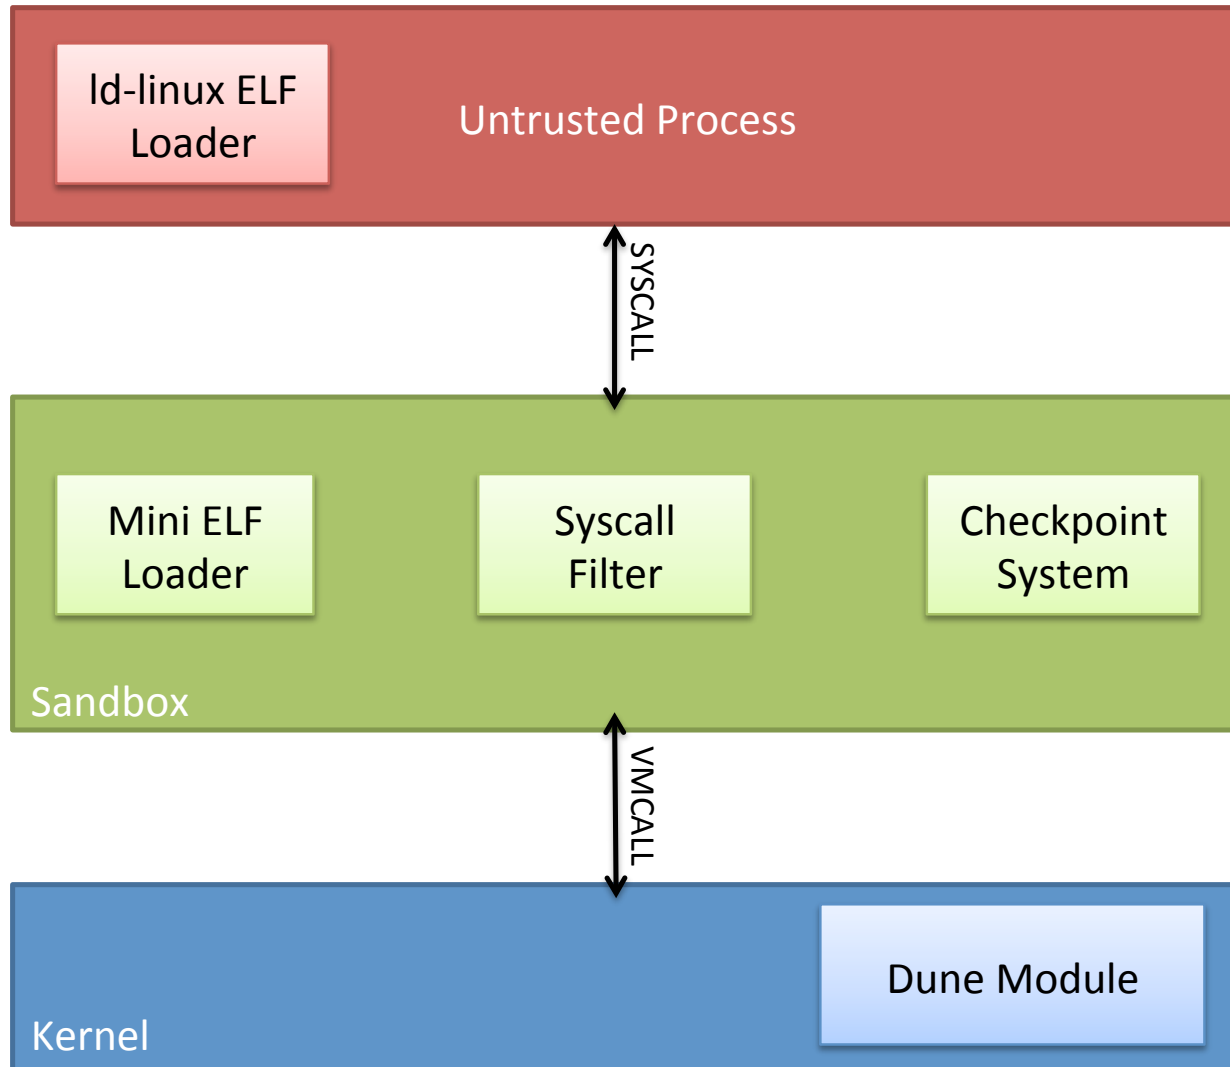 ld-linux ELF
Loader
Untrusted Process
SYSCALL
Mini ELF
Loader
Syscall
Filter
Checkpoint
System
Sandbox
VMCALL
Dune Module
Kernel